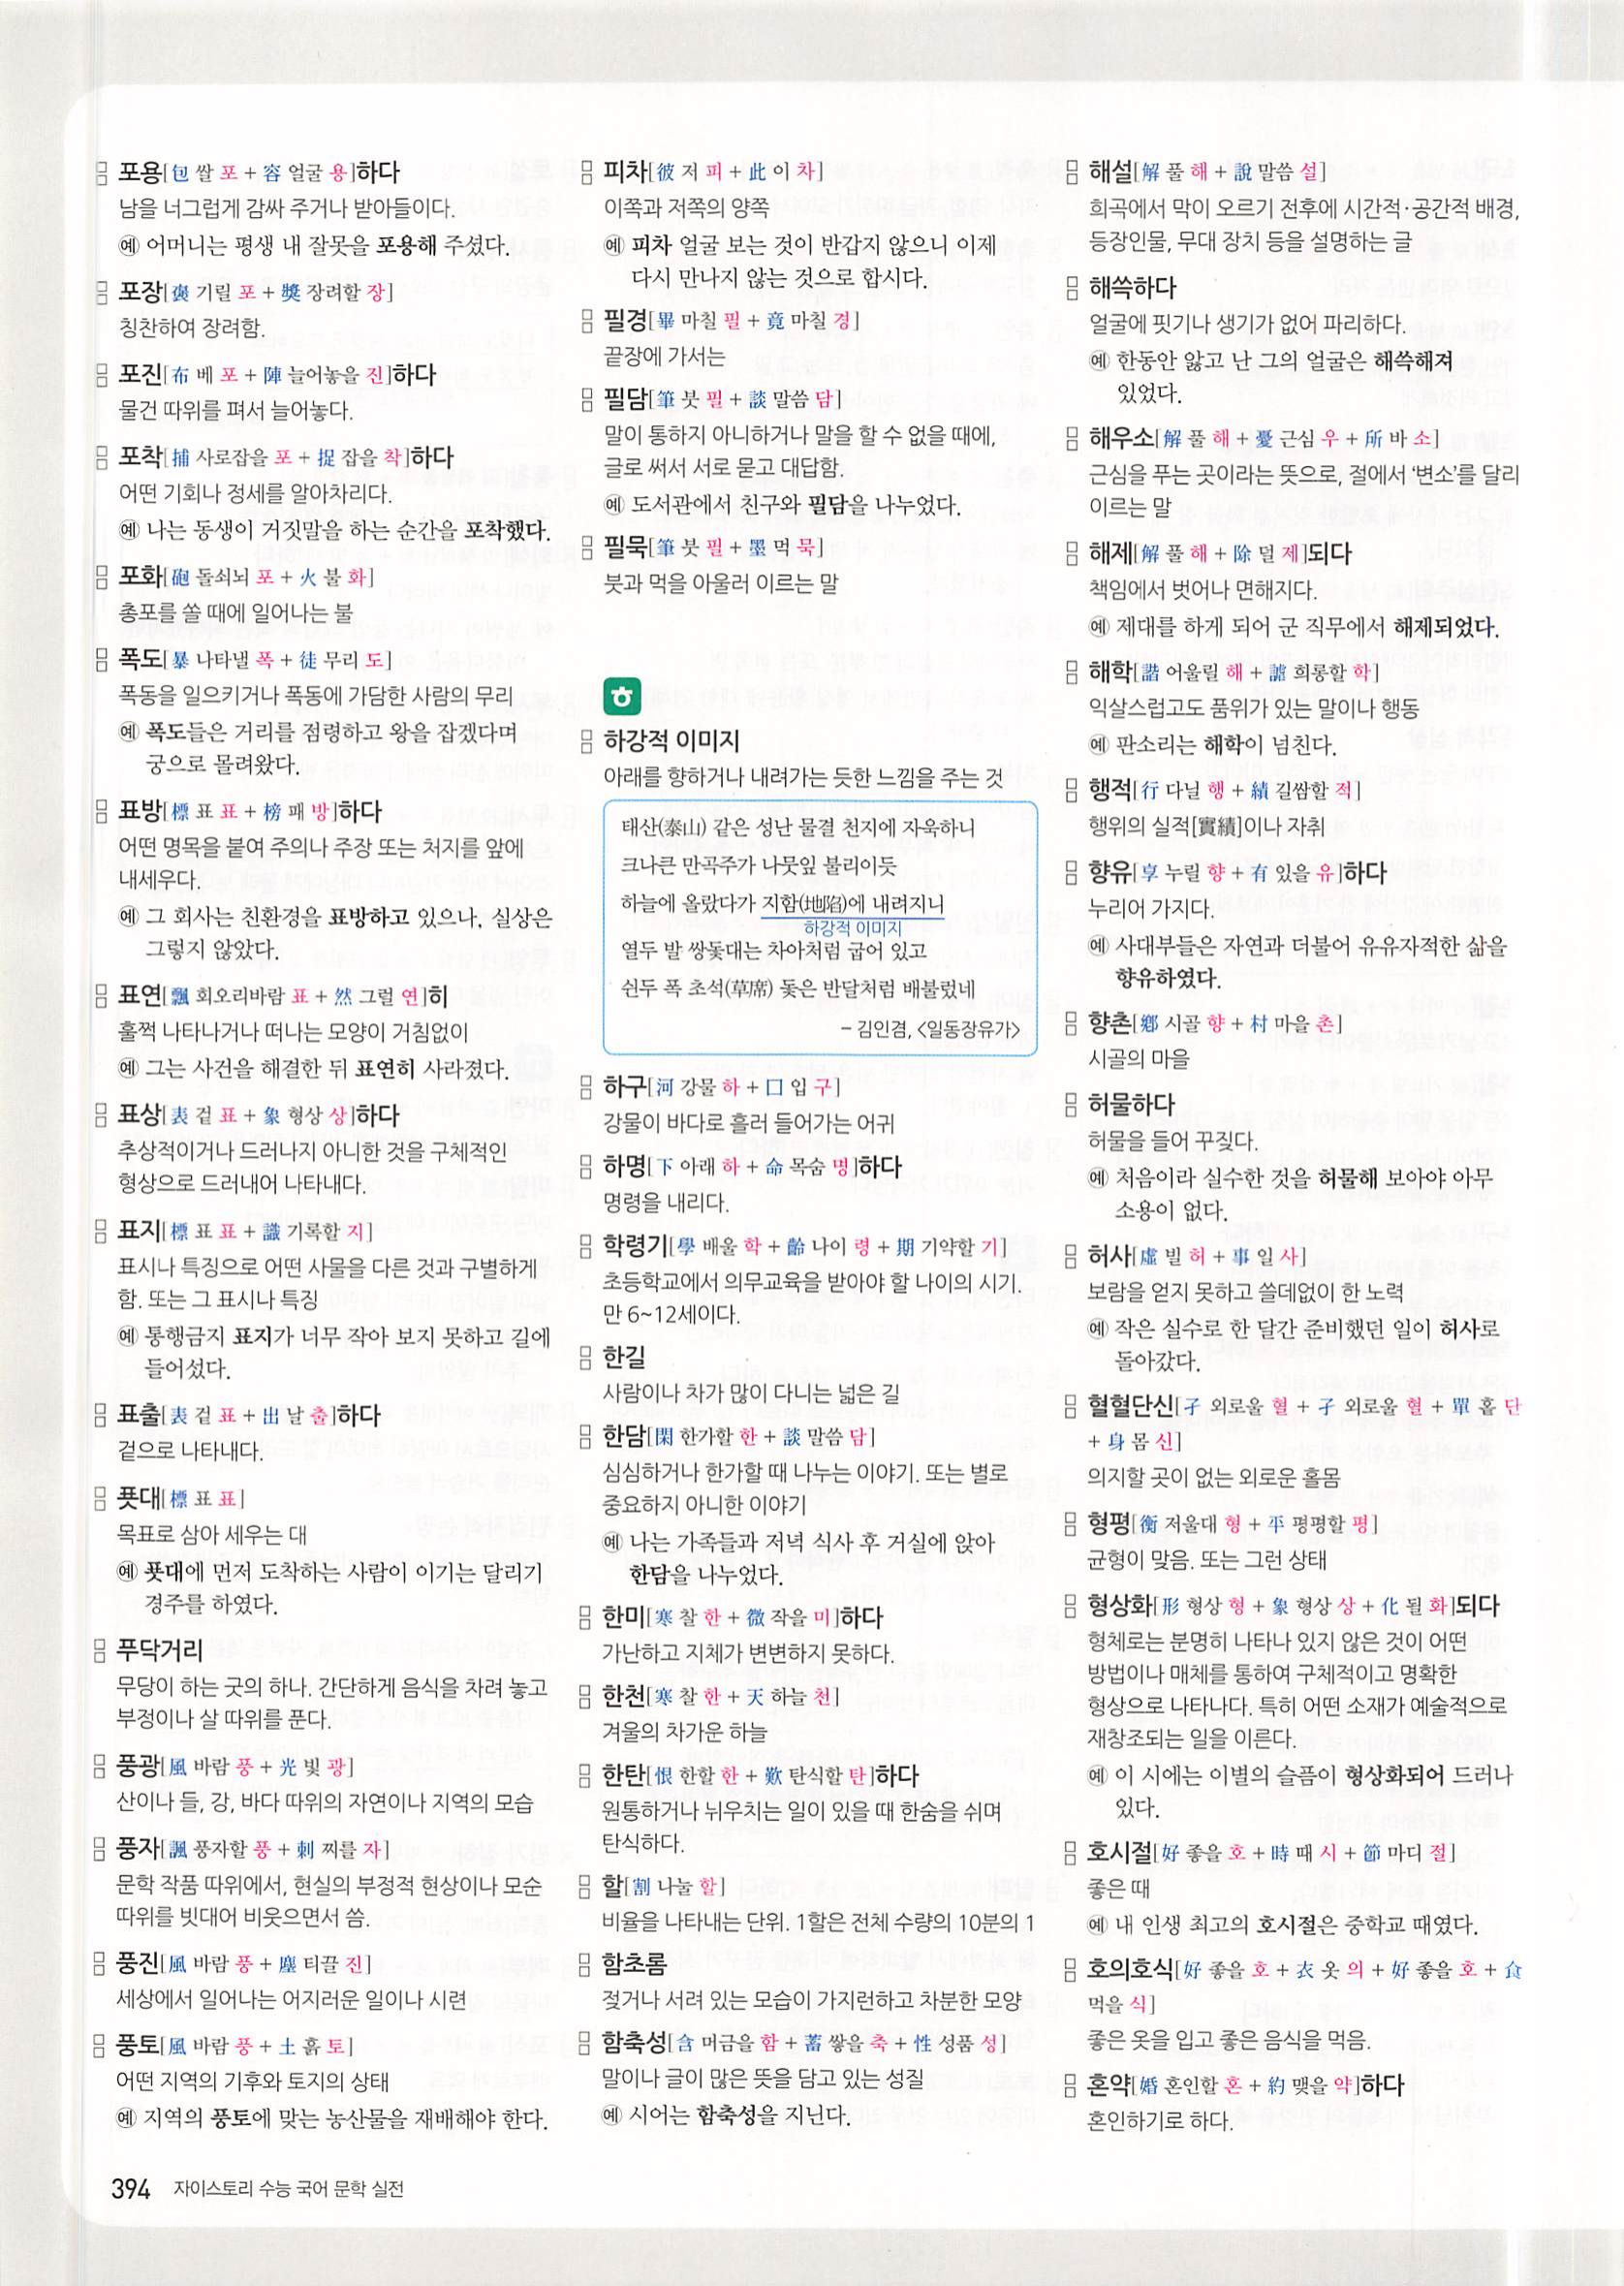 포용[包 쌀 포 + 容 얼굴 용]하다
남을 너그럽게 감싸 주거나 받아들이다.
예 어머니는 평생 내 잘못을 포용해 주셨다.
포장[褒 기릴 포 + 獎 장려할 장]
칭찬하여 장려함.
포진[布 베 포 + 陣 늘어놓을 진]하다
물건 따위를 펴서 늘어놓다.
포착[捕 사로잡을 포 + 捉 잡을 착]하다
어떤 기회나 정세를 알아차리다.
예 나는 동생이 거짓말을 하는 순간을 포착했다.
포화[砲 돌쇠뇌 포 + 火 불 화]
총포를 쏠 때에 일어나는 불
폭도[暴 나타낼 폭 + 徒 무리 도]
폭동을 일으키거나 폭동에 가담한 사람의 무리
예 폭도들은 거리를 점령하고 왕을 잡겠다며
궁으로 몰려왔다.
표방[標 표 표 + 榜 패 방]하다
어떤 명목을 붙여 주의나 주장 또는 처지를 앞에
내세우다.
예 그 회사는 친환경을 표방하고 있으나, 실상은
그렇지 않았다.
표연[飄 회오리바람 표 + 然 그럴 연]히
훌쩍 나타나거나 떠나는 모양이 거침없이
예 그는 사건을 해결한 뒤 표연히 사라졌다.
표상[表 겉 표 + 象 형상 상]하다
추상적이거나 드러나지 아니한 것을 구체적인
형상으로 드러내어 나타내다.
표지[標 표 표 + 識 기록할 지]
표시나 특징으로 어떤 사물을 다른 것과 구별하게
함. 또는 그 표시나 특징
예 통행금지 표지가 너무 작아 보지 못하고 길에
들어섰다.
표출[表 겉 표 + 出 날 출]하다
겉으로 나타내다.
푯대[標 표 표]
목표로 삼아 세우는 대
예 푯대에 먼저 도착하는 사람이 이기는 달리기
경주를 하였다.
푸닥거리
무당이 하는 굿의 하나. 간단하게 음식을 차려 놓고
부정이나 살 따위를 푼다.
풍광[風 바람 풍 + 光 빛 광]
산이나 들, 강, 바다 따위의 자연이나 지역의 모습
풍자[諷 풍자할 풍 + 刺 찌를 자]
문학 작품 따위에서, 현실의 부정적 현상이나 모순
따위를 빗대어 비웃으면서 씀.
풍진[風 바람 풍 + 塵 티끌 진]
세상에서 일어나는 어지러운 일이나 시련
풍토[風 바람 풍 + 土 흙 토]
어떤 지역의 기후와 토지의 상태
예 지역의 풍토에 맞는 농산물을 재배해야 한다.
피차[彼 저 피 + 此 이 차]
이쪽과 저쪽의 양쪽
예 피차 얼굴 보는 것이 반갑지 않으니 이제
다시 만나지 않는 것으로 합시다.
필경[畢 마칠 필 + 竟 마칠 경]
끝장에 가서는
필담[筆 붓 필 + 談 말씀 담]
말이 통하지 아니하거나 말을 할 수 없을 때에,
글로 써서 서로 묻고 대답함.
예 도서관에서 친구와 필담을 나누었다.
필묵[筆 붓 필 + 墨 먹 묵]
붓과 먹을 아울러 이르는 말
ㅎ
하강적 이미지
아래를 향하거나 내려가는 듯한 느낌을 주는 것
태산(泰山) 같은 성난 물결 천지에 자욱하니
크나큰 만곡주가 나뭇잎 불리이듯
하늘에 올랐다가 지함(地陷)에 내려지니
하강적 이미지
열두 발 쌍돛대는 차아처럼 굽어 있고
쉰두 폭 초석(草席) 돛은 반달처럼 배불렀네
– 김인겸, <일동장유가>
하구[河 강물 하 + 口 입 구]
강물이 바다로 흘러 들어가는 어귀
하명[下 아래 하 + 命 목숨 명]하다
명령을 내리다.
학령기[學 배울 학 + 齡 나이 령 + 期 기약할 기]
초등학교에서 의무교육을 받아야 할 나이의 시기.
만 6~12세이다.
한길
사람이나 차가 많이 다니는 넓은 길
한담[閑 한가할 한 + 談 말씀 담]
심심하거나 한가할 때 나누는 이야기. 또는 별로
중요하지 아니한 이야기
예 나는 가족들과 저녁 식사 후 거실에 앉아
한담을 나누었다.
한미[寒 찰 한 + 微 작을 미]하다
가난하고 지체가 변변하지 못하다.
한천[寒 찰 한 + 天 하늘 천]
겨울의 차가운 하늘
한탄[恨 한할 한 + 歎 탄식할 탄]하다
원통하거나 뉘우치는 일이 있을 때 한숨을 쉬며
탄식하다.
할[割 나눌 할]
비율을 나타내는 단위. 1할은 전체 수량의 10분의 1
함초롬
젖거나 서려 있는 모습이 가지런하고 차분한 모양
함축성[含 머금을 함 + 蓄 쌓을 축 + 性 성품 성]
말이나 글이 많은 뜻을 담고 있는 성질
예 시어는 함축성을 지닌다.
해설[解 풀 해 + 說 말씀 설]
희곡에서 막이 오르기 전후에 시간적·공간적 배경,
등장인물, 무대 장치 등을 설명하는 글
해쓱하다
얼굴에 핏기나 생기가 없어 파리하다.
예 한동안 앓고 난 그의 얼굴은 해쓱해져
있었다.
해우소[解 풀 해 + 憂 근심 우 + 所 바 소]
근심을 푸는 곳이라는 뜻으로, 절에서 ‘변소’를 달리
이르는 말
해제[解 풀 해 + 除 덜 제]되다
책임에서 벗어나 면해지다.
예 제대를 하게 되어 군 직무에서 해제되었다.
해학[諧 어울릴 해 + 謔 희롱할 학]
익살스럽고도 품위가 있는 말이나 행동
예 판소리는 해학이 넘친다.
행적[行 다닐 행 + 績 길쌈할 적]
행위의 실적[實績]이나 자취
향유[享 누릴 향 + 有 있을 유]하다
누리어 가지다.
예 사대부들은 자연과 더불어 유유자적한 삶을
향유하였다.
향촌[鄕 시골 향 + 村 마을 촌]
시골의 마을
허물하다
허물을 들어 꾸짖다.
예 처음이라 실수한 것을 허물해 보아야 아무
소용이 없다.
허사[虛 빌 허 + 事 일 사]
보람을 얻지 못하고 쓸데없이 한 노력
예 작은 실수로 한 달간 준비했던 일이 허사로
돌아갔다.
혈혈단신[孑 외로울 혈 + 孑 외로울 혈 + 單 홑 단
+ 身 몸 신]
의지할 곳이 없는 외로운 홀몸
형평[衡 저울대 형 + 平 평평할 평]
균형이 맞음. 또는 그런 상태
형상화[形 형상 형 + 象 형상 상 + 化 될 화]되다
형체로는 분명히 나타나 있지 않은 것이 어떤
방법이나 매체를 통하여 구체적이고 명확한
형상으로 나타나다. 특히 어떤 소재가 예술적으로
재창조되는 일을 이른다.
예 이 시에는 이별의 슬픔이 형상화되어 드러나
있다.
호시절[好 좋을 호 + 時 때 시 + 節 마디 절]
좋은 때
예 내 인생 최고의 호시절은 중학교 때였다.
호의호식[好 좋을 호 + 衣 옷 의 + 好 좋을 호 + 食
먹을 식]
좋은 옷을 입고 좋은 음식을 먹음.
혼약[婚 혼인할 혼 + 約 맺을 약]하다
혼인하기로 하다.
394 자이스토리 수능 국어 문학 실전